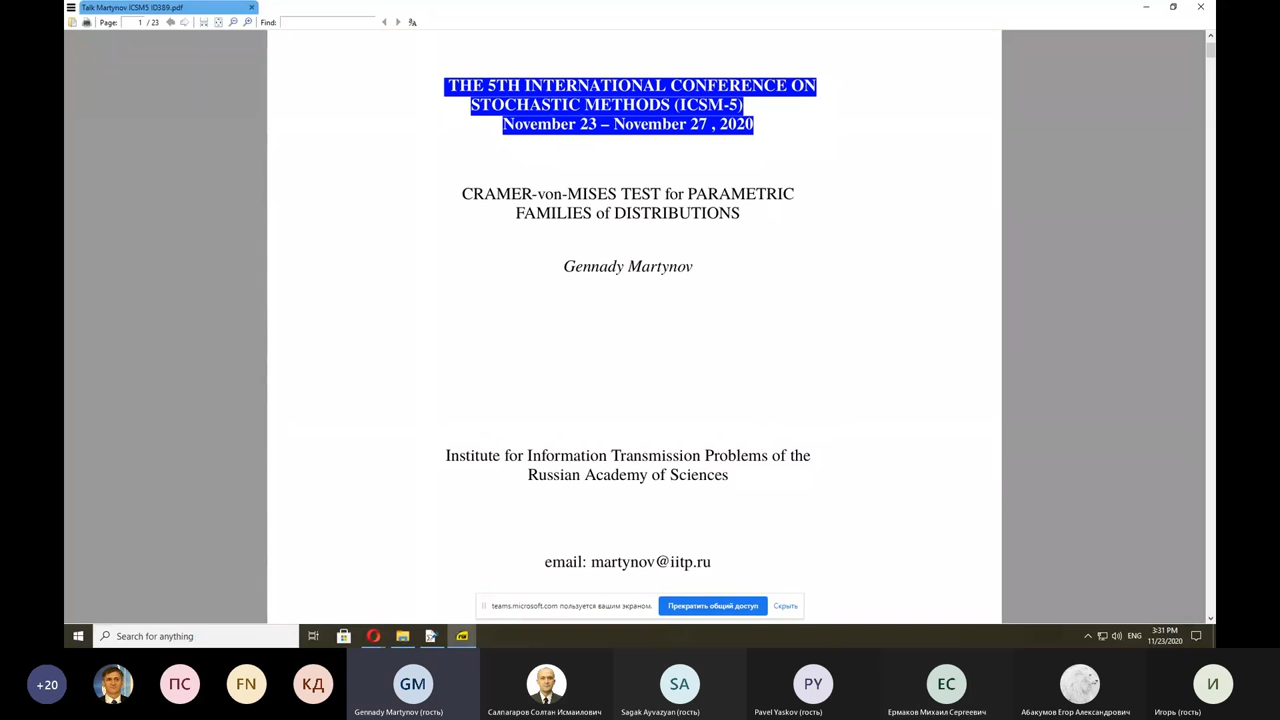 Talk Martynov ICSM5 ID389.pdf
Page: 1 / 23 Find:
THE 5TH INTERNATIONAL CONFERENCE ON
STOCHASTIC METHODS (ICSM-5)
November 23 – November 27 , 2020
CRAMER-von-MISES TEST for PARAMETRIC
FAMILIES of DISTRIBUTIONS
Gennady Martynov
Institute for Information Transmission Problems of the
Russian Academy of Sciences
email: martynov@iitp.ru
teams.microsoft.com пользуется вашим экраном. Прекратить общий доступ Скрыть
Search for anything
ENG
3:31 PM
11/23/2020
+20 ПС FN КД GM SA PY ЕС И
Gennady Martynov (гость) Салпагаров Солтан Исмаилович Sagak Ayvazyan (гость) Pavel Yaskov (гость) Ермаков Михаил Сергеевич Абакумов Егор Александрович Игорь (гость)